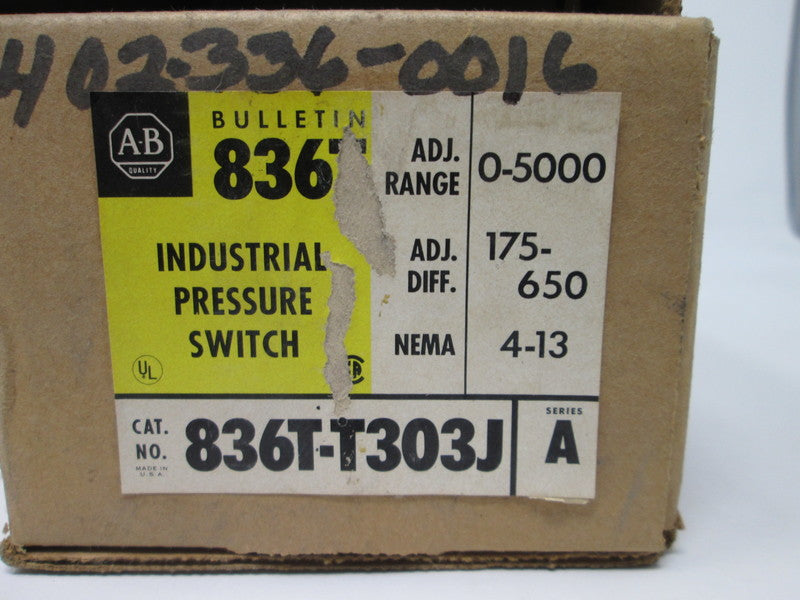 402-336-0016
A-B
QUALITY
BULLETIN
836T
INDUSTRIAL
PRESSURE
SWITCH
UL
ADJ.
RANGE
0-5000
ADJ.
DIFF.
175-
650
NEMA
4-13
CAT.
NO.
MADE IN
U.S.A.
836T-T303J
SERIES
A